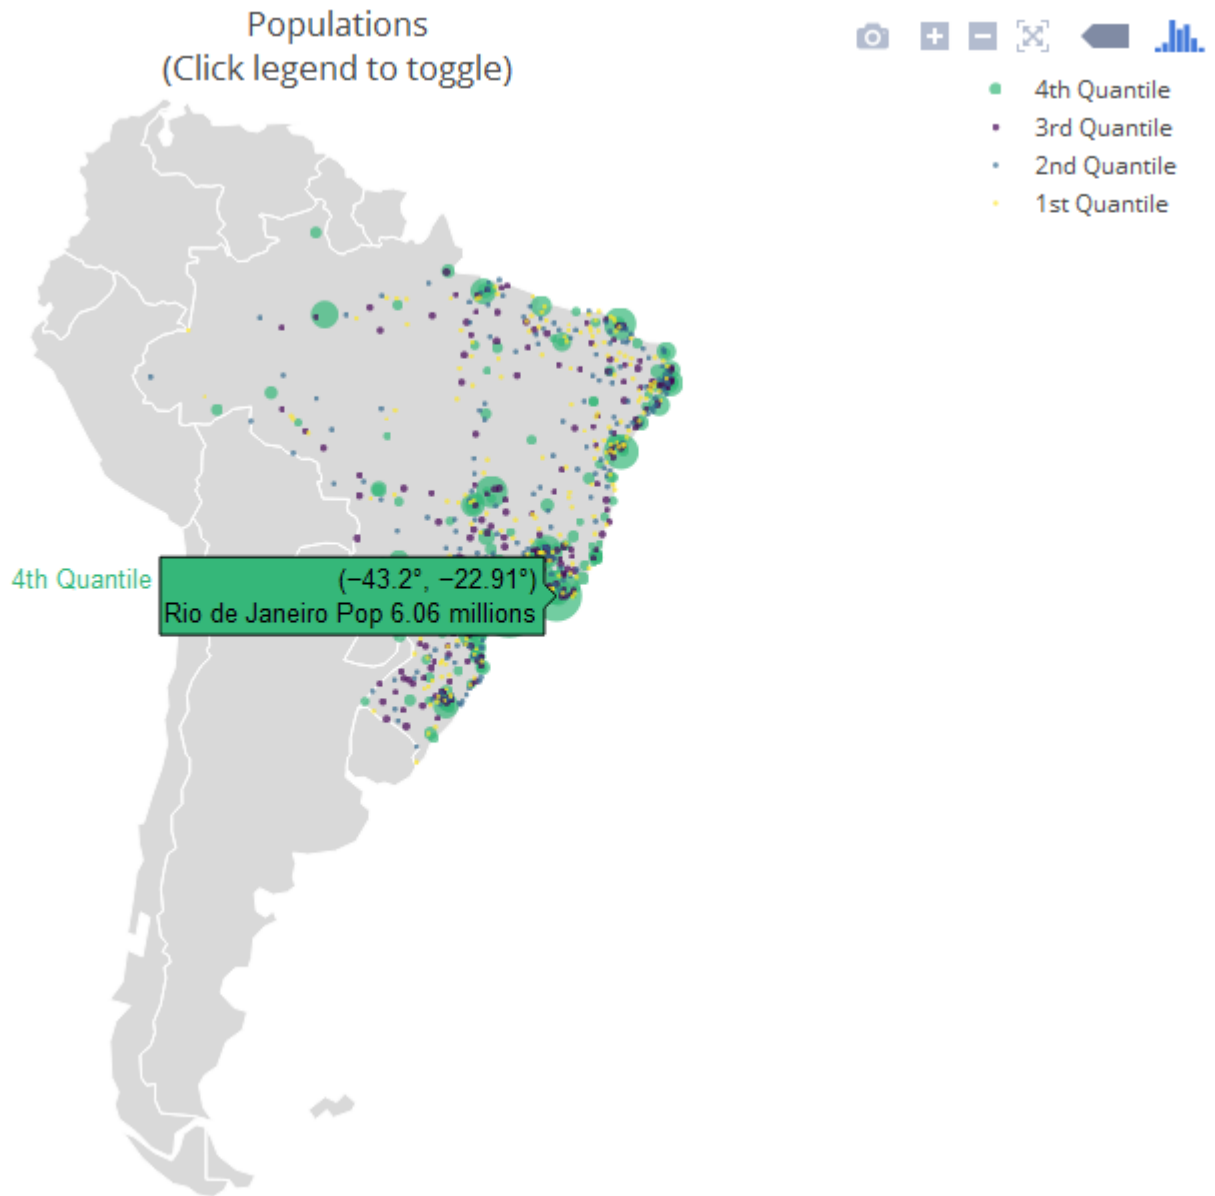 Populations
(Click legend to toggle)
4th Quantile
3rd Quantile
2nd Quantile
1st Quantile
4th Quantile
(−43.2°, −22.91°)
Rio de Janeiro Pop 6.06 millions